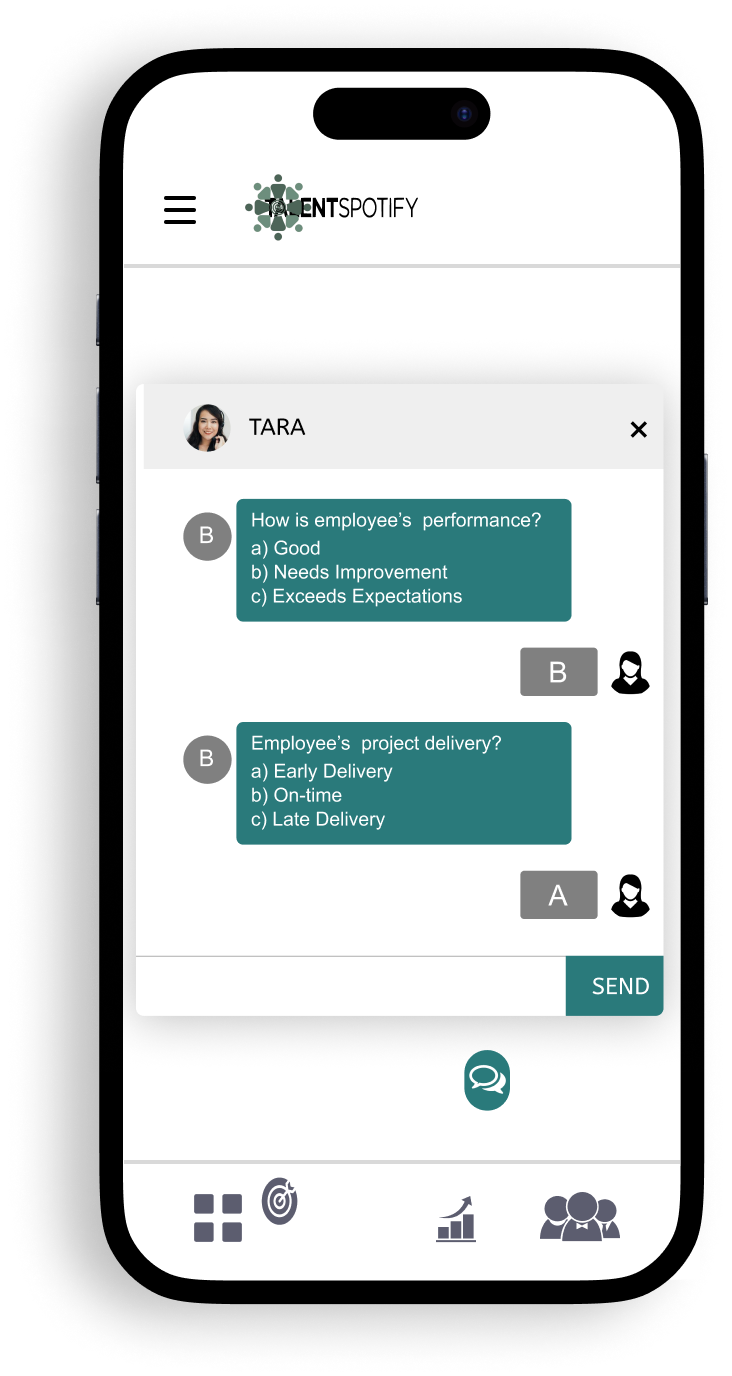 TALENTSPOTIFY
TARA
B
How is employee's  performance?
a) Good
b) Needs Improvement
c) Exceeds Expectations
B
B
Employee's  project delivery?
a) Early Delivery
b) On-time
c) Late Delivery
A
SEND